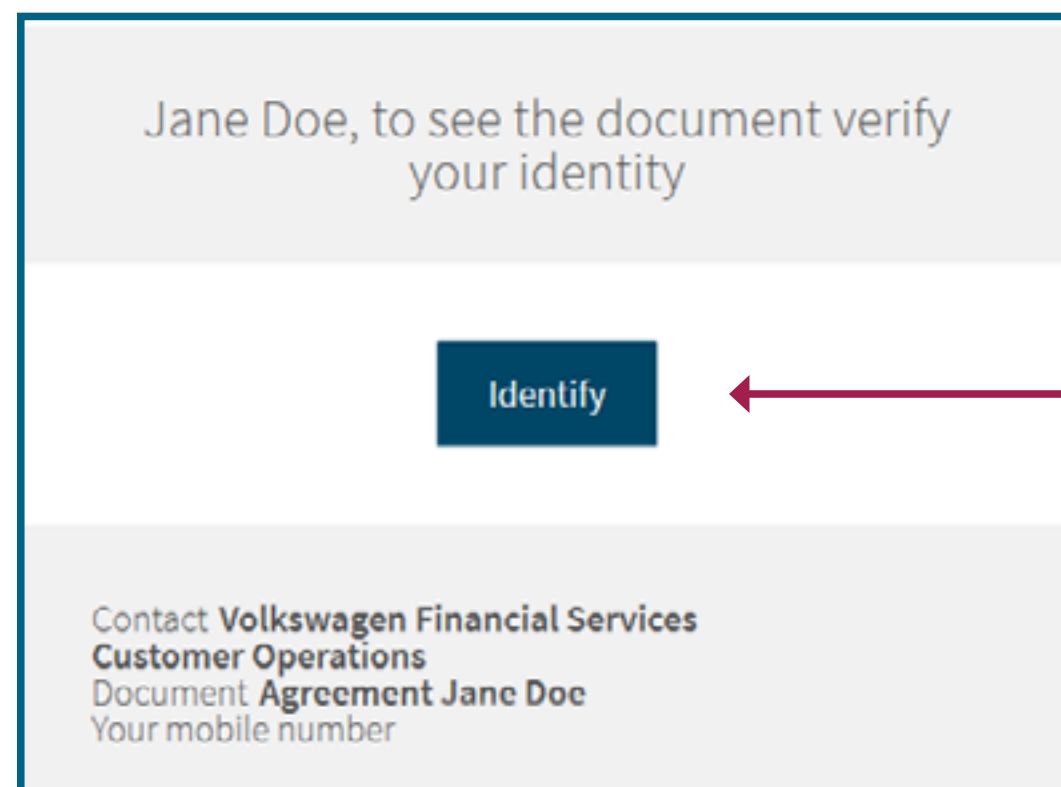 Jane Doe, to see the document verify
your identity
Identify
Contact Volkswagen Financial Services
Customer Operations
Document Agreement Jane Doe
Your mobile number